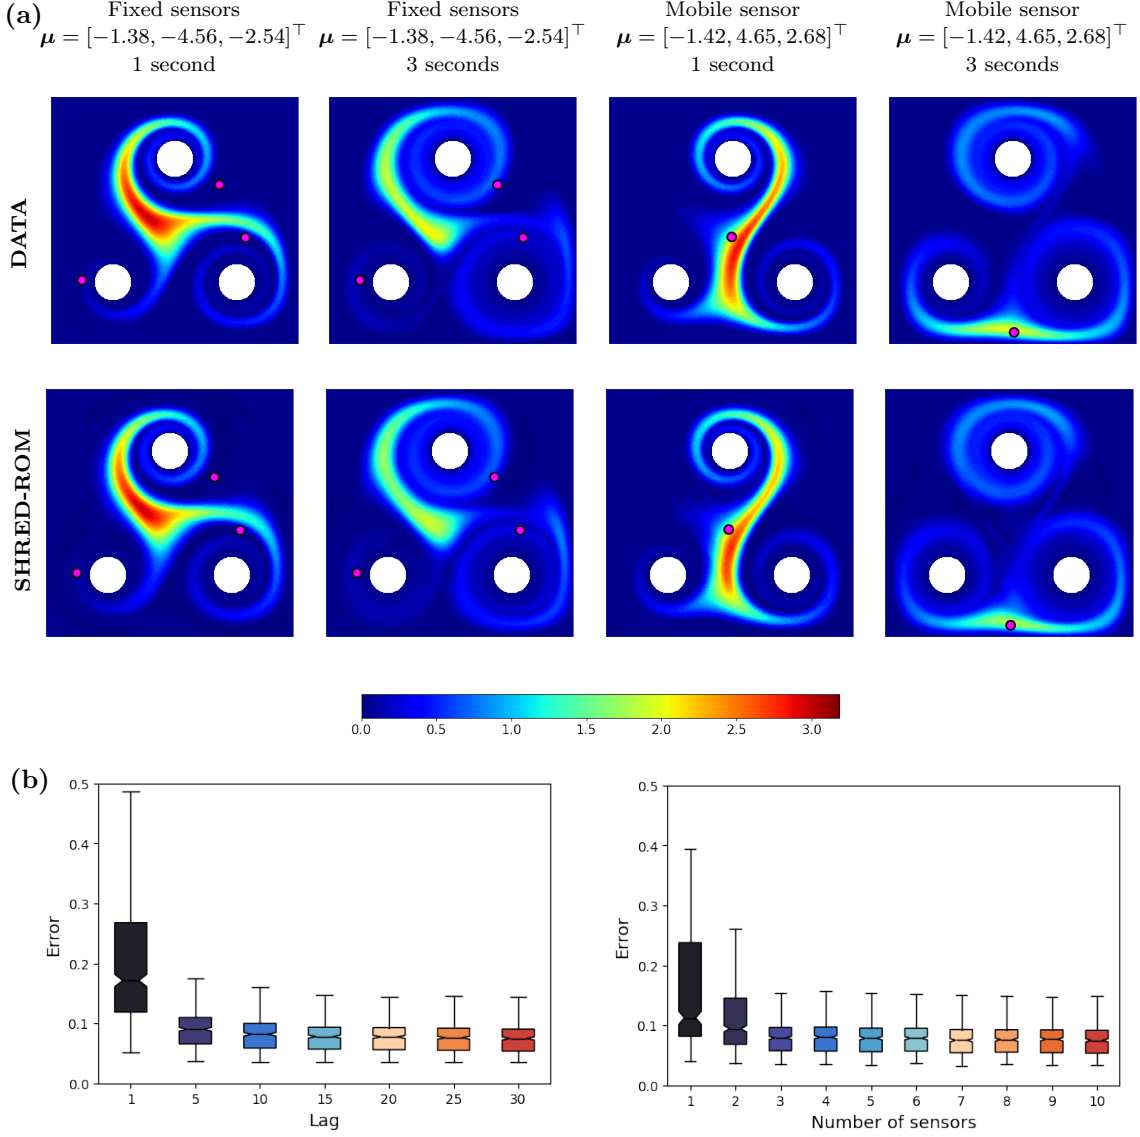 (a)
Fixed sensors
μ = [−1.38, −4.56, −2.54]⊤
1 second
Fixed sensors
μ = [−1.38, −4.56, −2.54]⊤
3 seconds
Mobile sensor
μ = [−1.42, 4.65, 2.68]⊤
1 second
Mobile sensor
μ = [−1.42, 4.65, 2.68]⊤
3 seconds
DATA
SHRED-ROM
0.0 0.5 1.0 1.5 2.0 2.5 3.0
(b)
0.5
0.4
0.3
0.2
0.1
0.0
Error
1 5 10 15 20 25 30
Lag
0.5
0.4
0.3
0.2
0.1
0.0
Error
1 2 3 4 5 6 7 8 9 10
Number of sensors